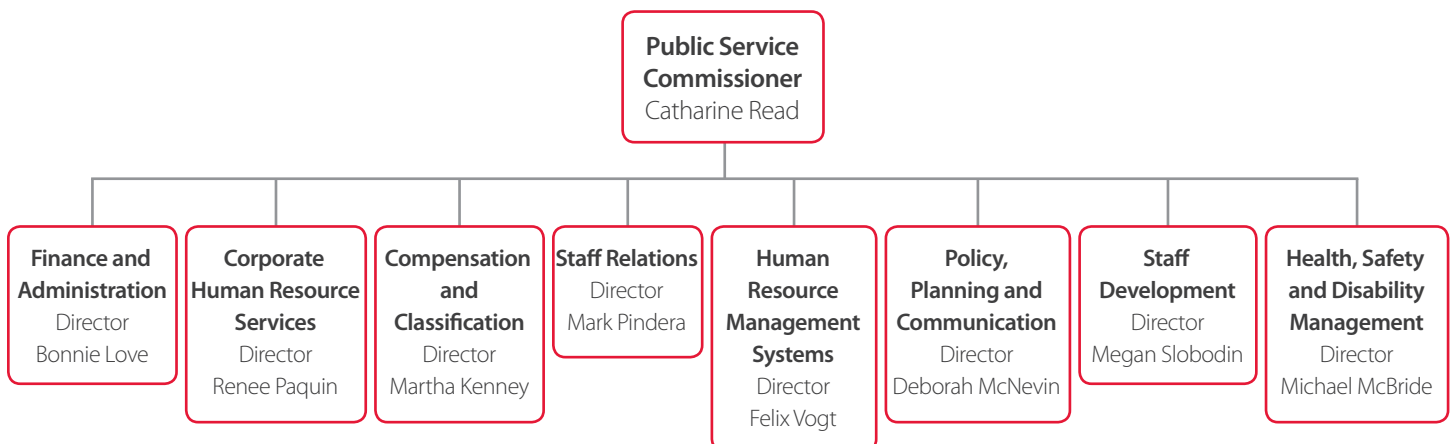 Public Service
Commissioner
Catharine Read
Finance and
Administration
Director
Bonnie Love
Corporate
Human Resource
Services
Director
Renee Paquin
Compensation
and
Classification
Director
Martha Kenney
Staff Relations
Director
Mark Pindera
Human
Resource
Management
Systems
Director
Felix Vogt
Policy,
Planning and
Communication
Director
Deborah McNevin
Staff
Development
Director
Megan Slobodin
Health, Safety
and Disability
Management
Director
Michael McBride